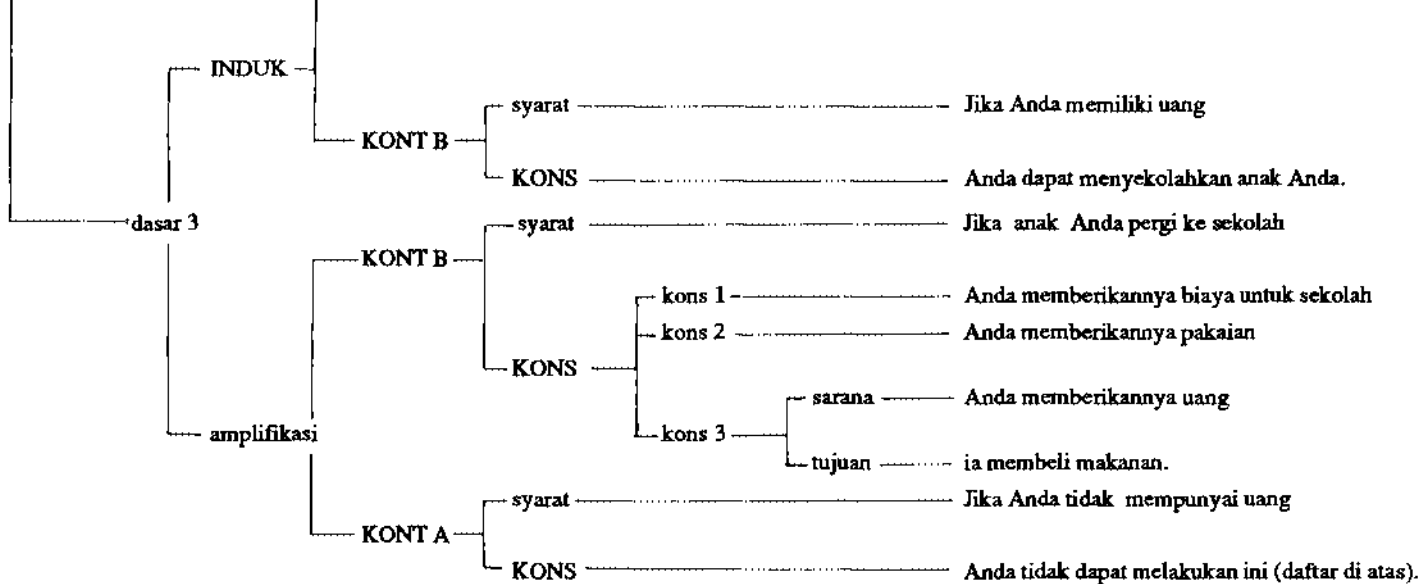 INDUK
syarat Jika Anda memiliki uang
KONT B
KONS Anda dapat menyekolahkan anak Anda.
dasar 3
syarat Jika anak Anda pergi ke sekolah
KONT B
kons 1 Anda memberikannya biaya untuk sekolah
kons 2 Anda memberikannya pakaian
KONS
sarana Anda memberikannya uang
amplifikasi
kons 3
tujuan ia membeli makanan.
syarat Jika Anda tidak mempunyai uang
KONT A
KONS Anda tidak dapat melakukan ini (daftar di atas).